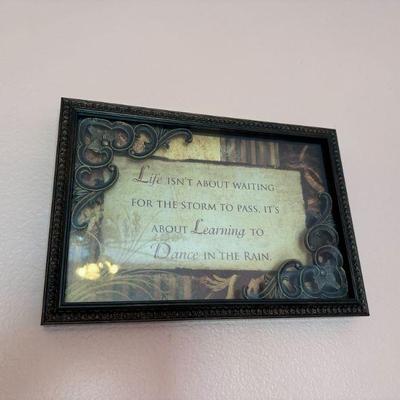 Life isn't about waiting
for the storm to pass, it's
about Learning to
Dance in the rain.